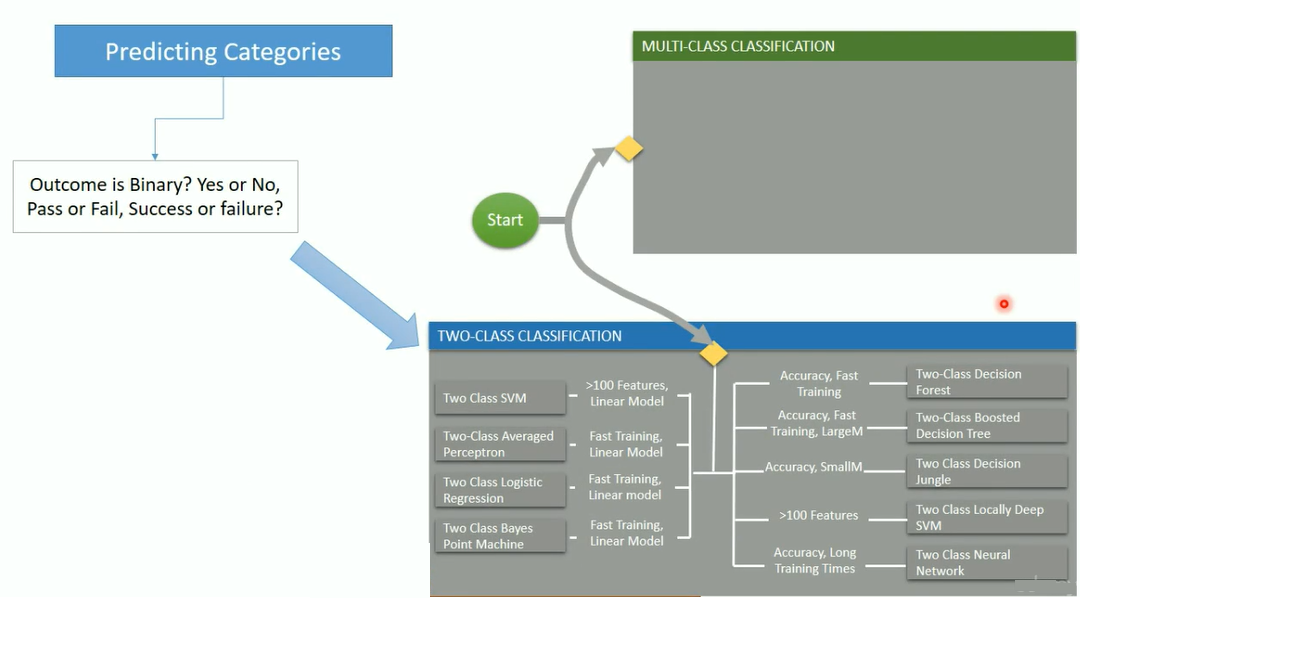 Predicting Categories
Outcome is Binary? Yes or No,
Pass or Fail, Success or failure?
Start
MULTI-CLASS CLASSIFICATION
TWO-CLASS CLASSIFICATION
Two Class SVM
>100 Features,
Linear Model
Two-Class Averaged
Perceptron
Fast Training,
Linear Model
Two Class Logistic
Regression
Fast Training,
Linear model
Two Class Bayes
Point Machine
Fast Training,
Linear Model
Accuracy, Fast
Training
Two-Class Decision
Forest
Accuracy, Fast
Training, LargeM
Two-Class Boosted
Decision Tree
Accuracy, SmallM
Two Class Decision
Jungle
>100 Features
Two Class Locally Deep
SVM
Accuracy, Long
Training Times
Two Class Neural
Network